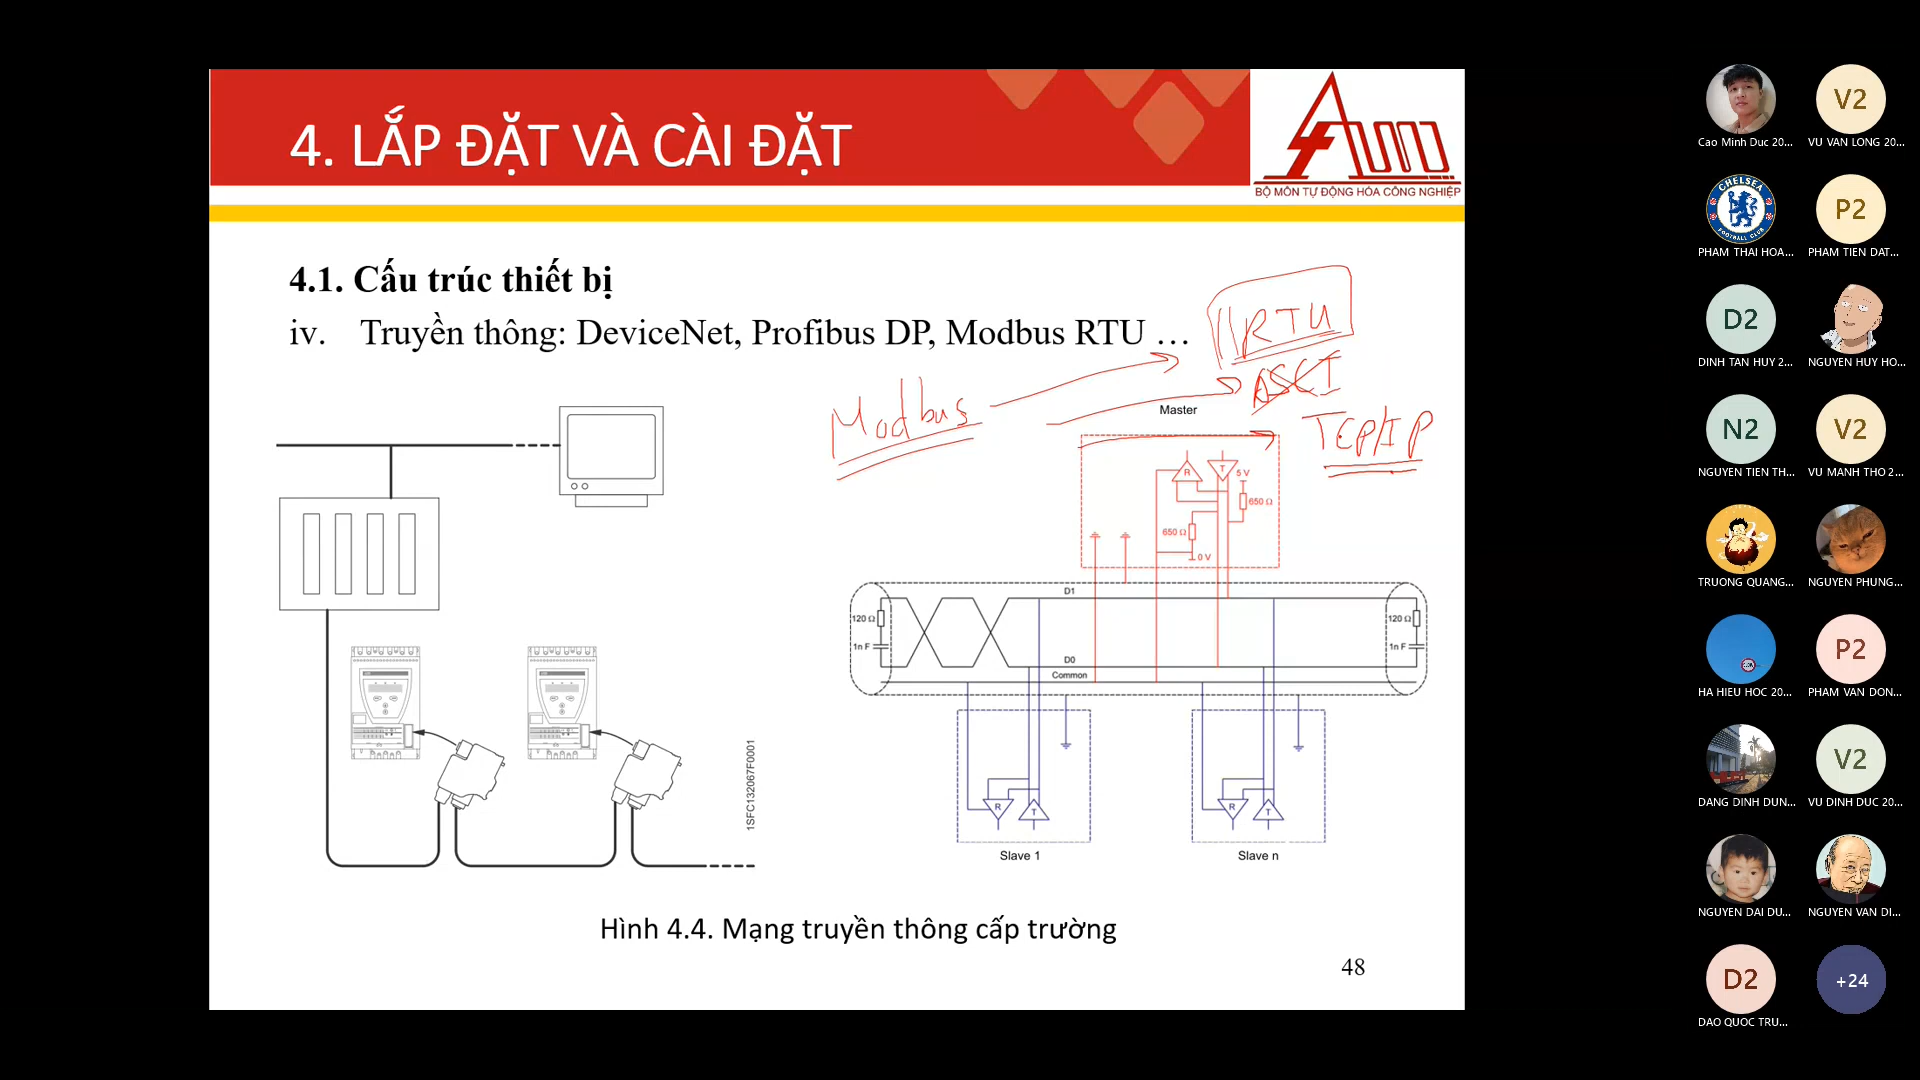 4. LẮP ĐẶT VÀ CÀI ĐẶT
BỘ MÔN TỰ ĐỘNG HÓA CÔNG NGHIỆP
4.1. Cấu trúc thiết bị
iv. Truyền thông: DeviceNet, Profibus DP, Modbus RTU …
RTU
Modbus
ASCI
TCP/IP
Master
R
T
5 V
650 Ω
650 Ω
0 V
D1
120 Ω
120 Ω
1n F
1n F
D0
Common
R
T
R
T
Slave 1
Slave n
1SFC132067F0001
Hình 4.4. Mạng truyền thông cấp trường
48
Cao Minh Duc 20...
V2
VU VAN LONG 20...
CHELSEA
FOOTBALL CLUB
PHAM THAI HOA...
P2
PHAM TIEN DAT...
D2
DINH TAN HUY 2...
NGUYEN HUY HO...
N2
NGUYEN TIEN TH...
V2
VU MANH THO 2...
TRUONG QUANG...
NGUYEN PHUNG...
HA HIEU HOC 20...
P2
PHAM VAN DON...
DANG DINH DUN...
V2
VU DINH DUC 20...
NGUYEN DAI DU...
NGUYEN VAN DI...
D2
DAO QUOC TRU...
+24